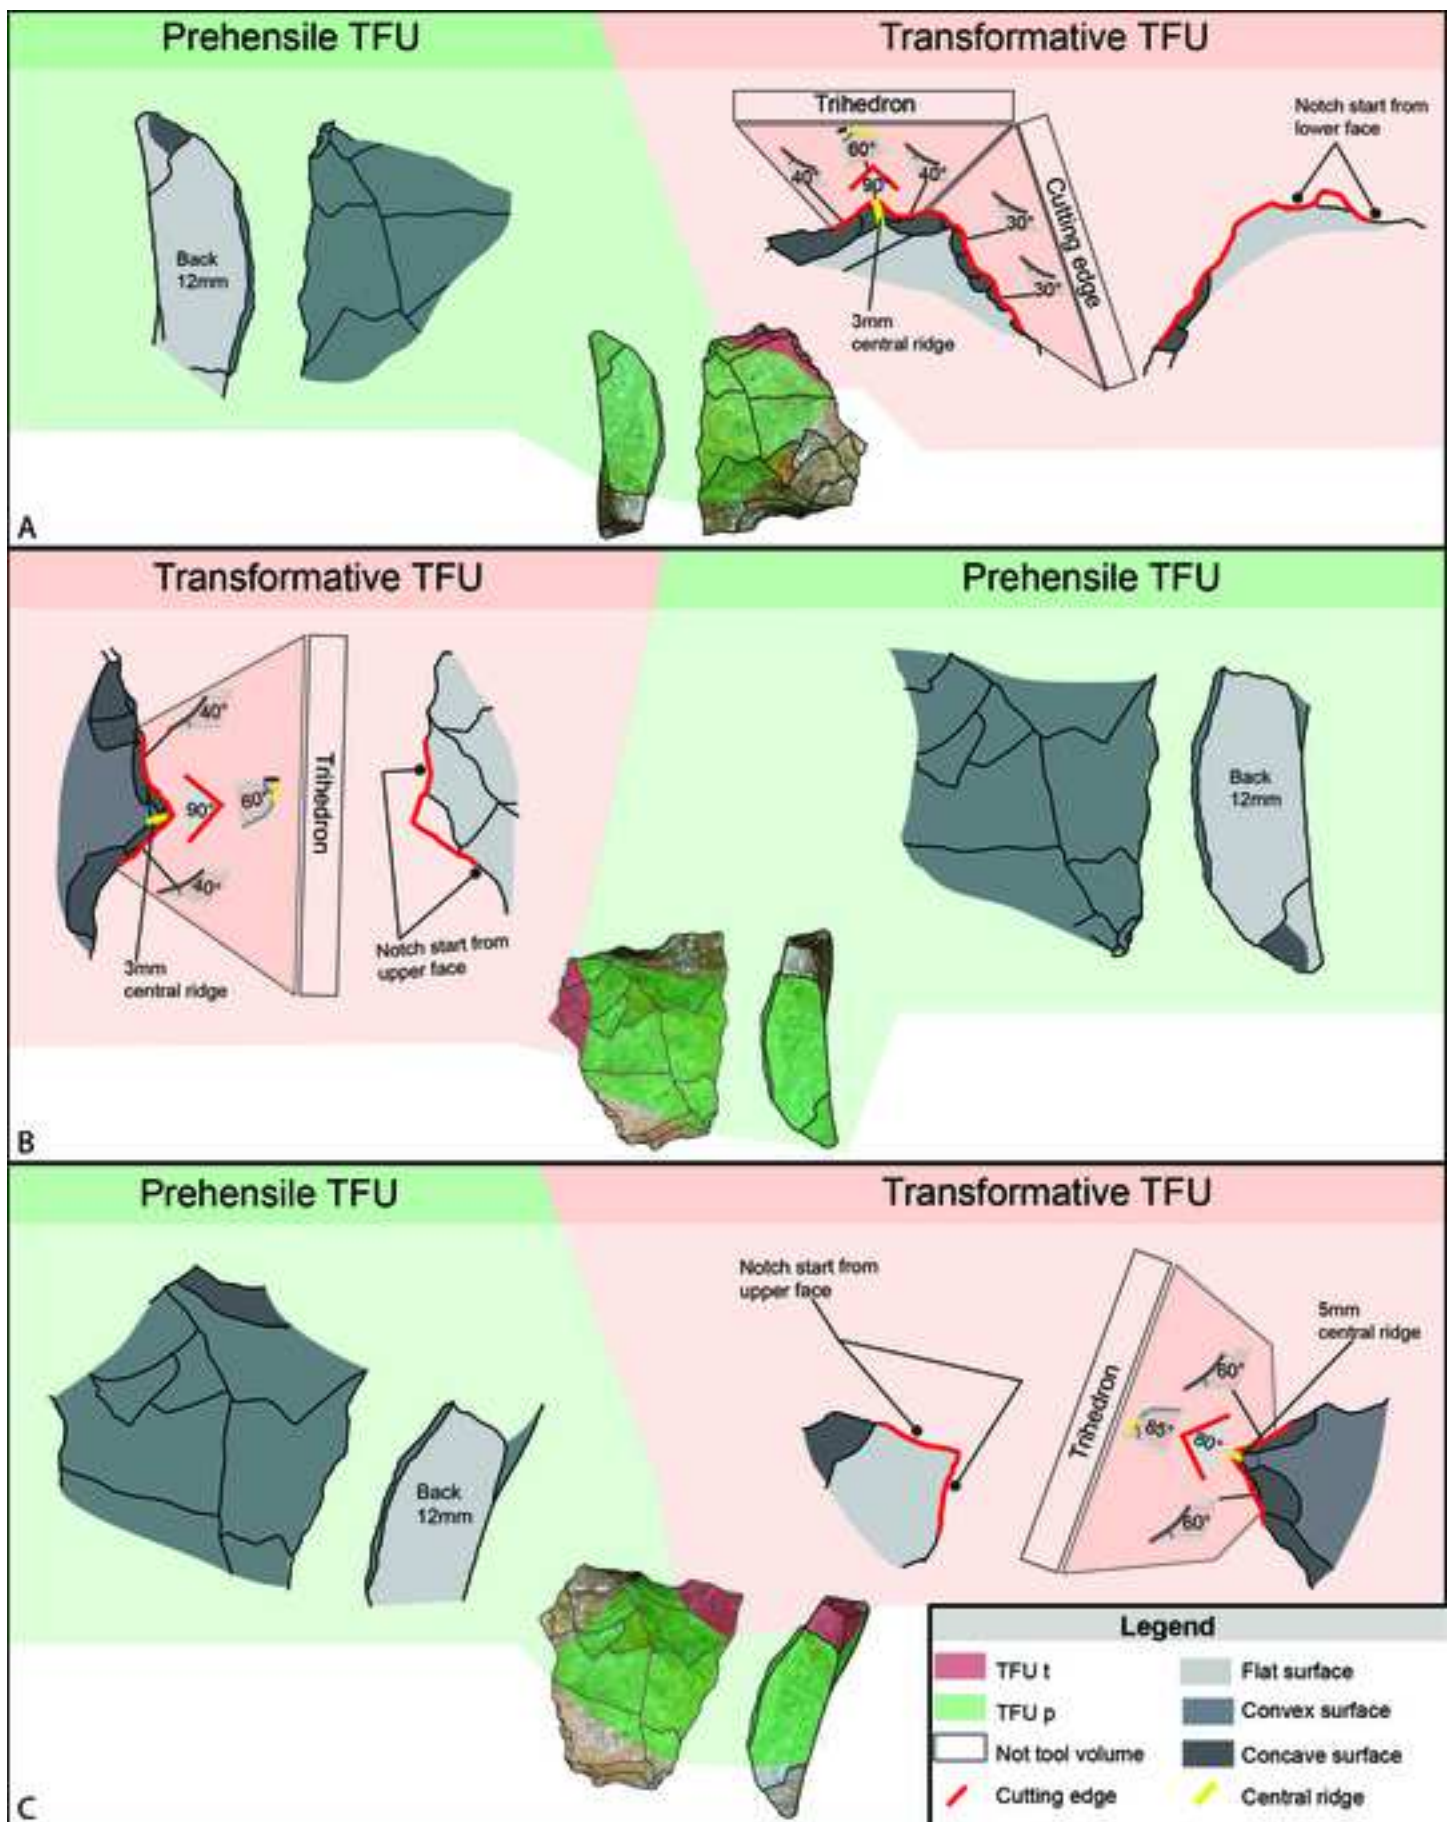 Prehensile TFU
Transformative TFU
Trihedron
Notch start from
lower face
60°
40°
40°
90°
Cutting edge
30°
30°
Back
12mm
3mm
central ridge
A
Transformative TFU
Prehensile TFU
40°
Trihedron
90°
60°
40°
Back
12mm
Notch start from
upper face
3mm
central ridge
B
Prehensile TFU
Transformative TFU
Notch start from
upper face
5mm
central ridge
Trihedron
60°
65°
80°
60°
Back
12mm
Legend
TFU t
Flat surface
TFU p
Convex surface
Not tool volume
Concave surface
Cutting edge
Central ridge
C